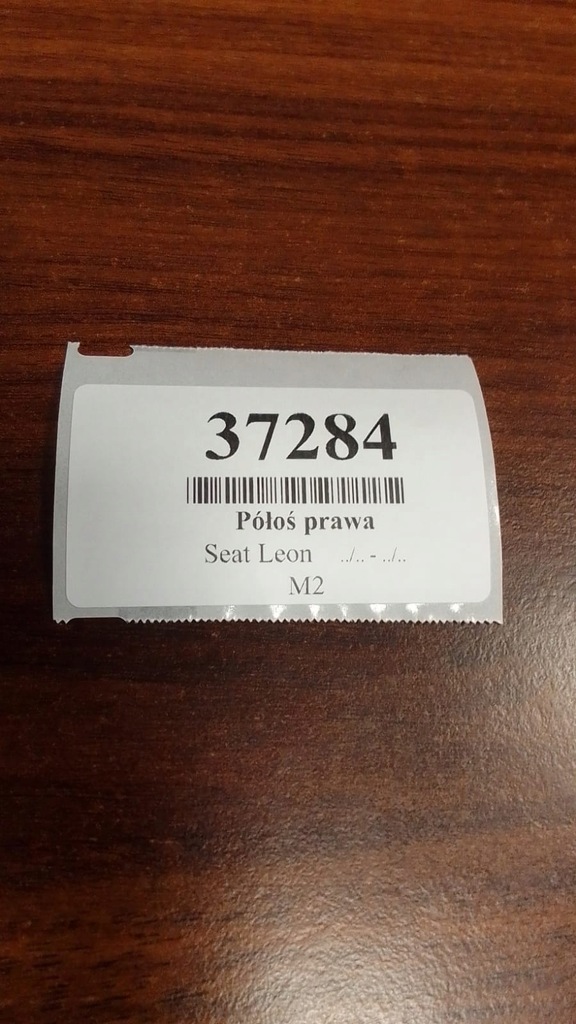 37284
Półoś prawa
Seat Leon ../.. - ../..
M2